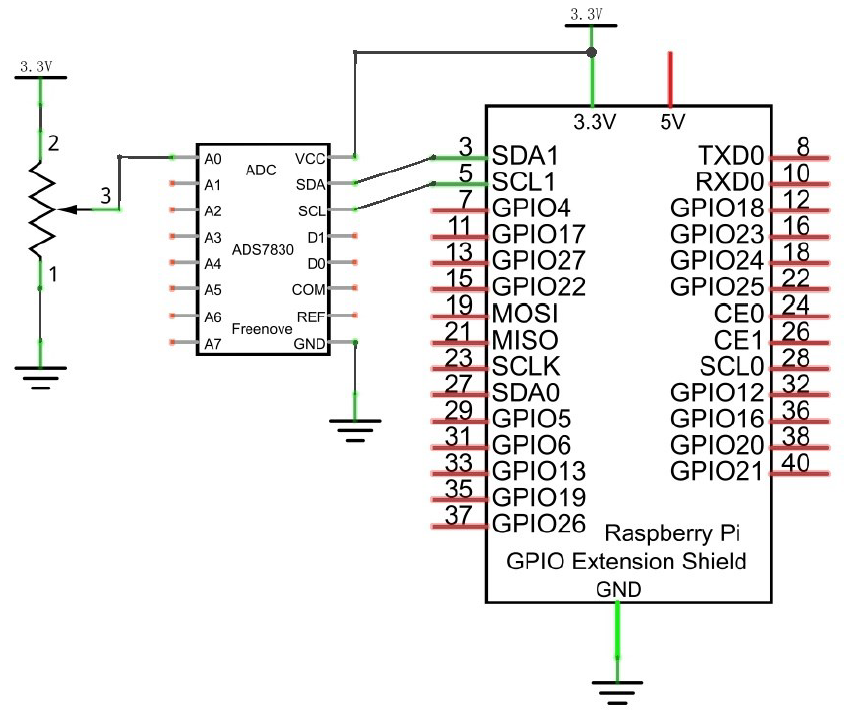 3.3V
3.3V
2
3
1
A0
A1
A2
A3
A4
A5
A6
A7
ADC
ADS7830
Freenove
VCC
SDA
SCL
D1
D0
COM
REF
GND
3.3V
5V
3 SDA1
5 SCL1
7 GPIO4
11 GPIO17
13 GPIO27
15 GPIO22
19 MOSI
21 MISO
23 SCLK
27 SDA0
29 GPIO5
31 GPIO6
33 GPIO13
35 GPIO19
37 GPIO26
TXD0 8
RXD0 10
GPIO18 12
GPIO23 16
GPIO24 18
GPIO25 22
CE0 24
CE1 26
SCL0 28
GPIO12 32
GPIO16 36
GPIO20 38
GPIO21 40
Raspberry Pi
GPIO Extension Shield
GND